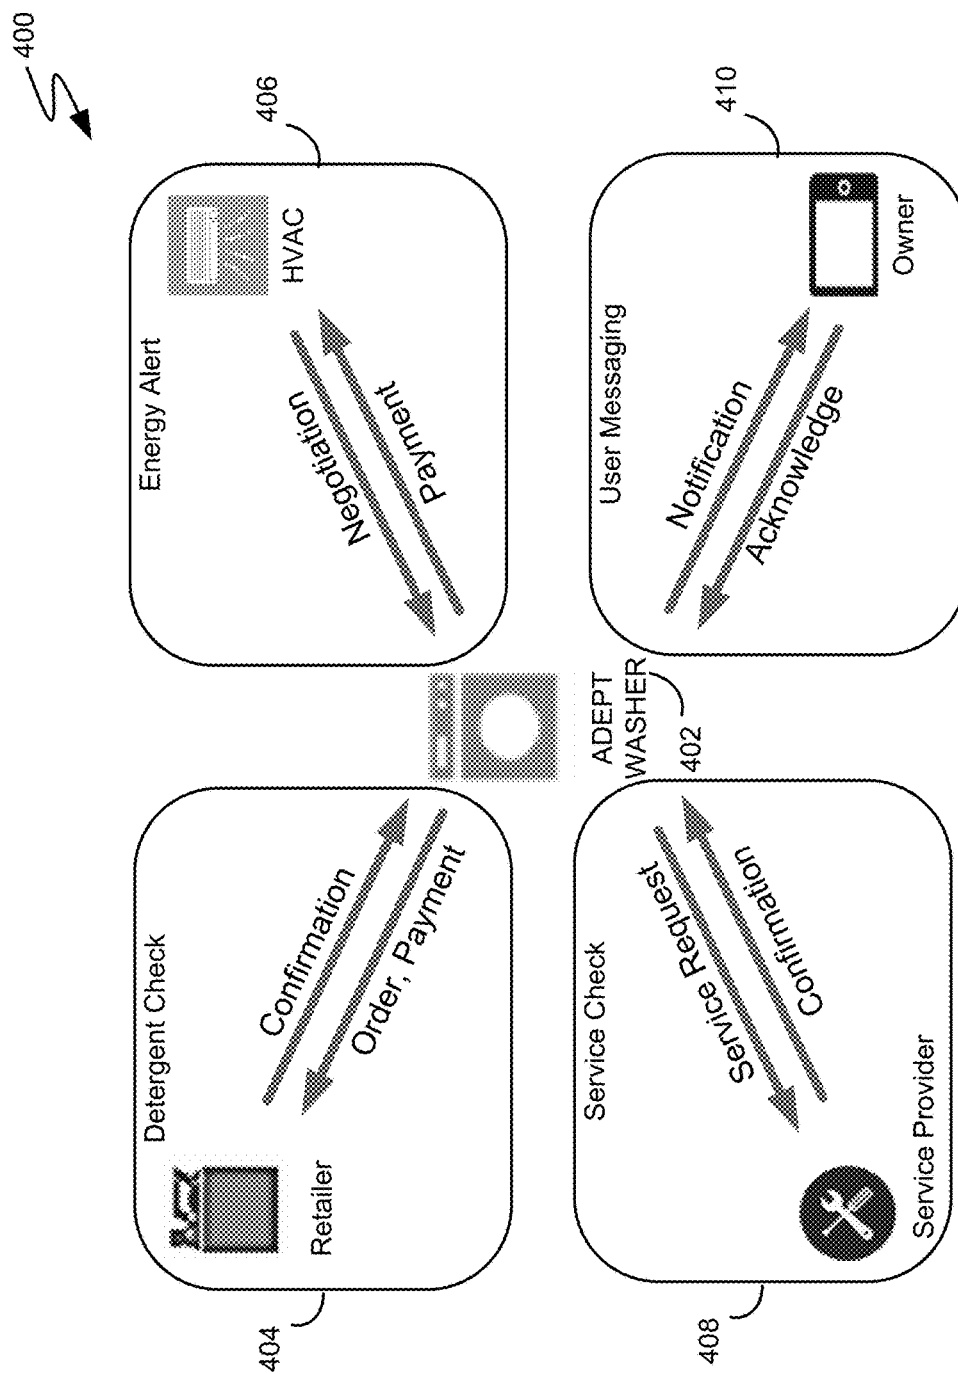 400
Detergent Check
Retailer
Confirmation
Order, Payment
404
Energy Alert
HVAC
Negotiation
Payment
406
ADEPT
WASHER
402
Service Check
Service Request
Confirmation
Service Provider
408
User Messaging
Notification
Acknowledge
Owner
410